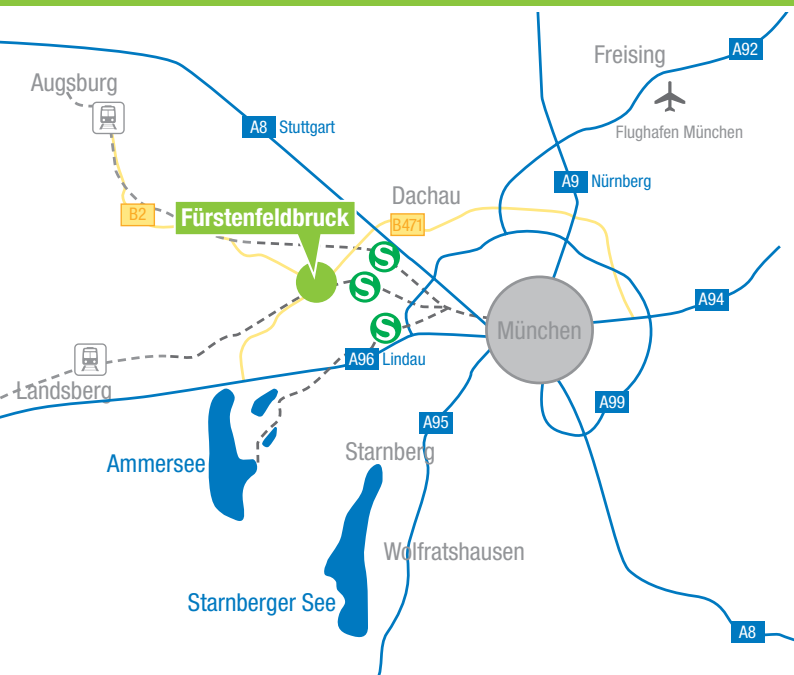 Freising
A92
Augsburg
Flughafen München
A8 Stuttgart
A9 Nürnberg
Dachau
B2
Fürstenfeldbruck
B471
S
S
A94
S
München
A96 Lindau
Landsberg
A99
A95
Starnberg
Ammersee
Wolfratshausen
Starnberger See
A8